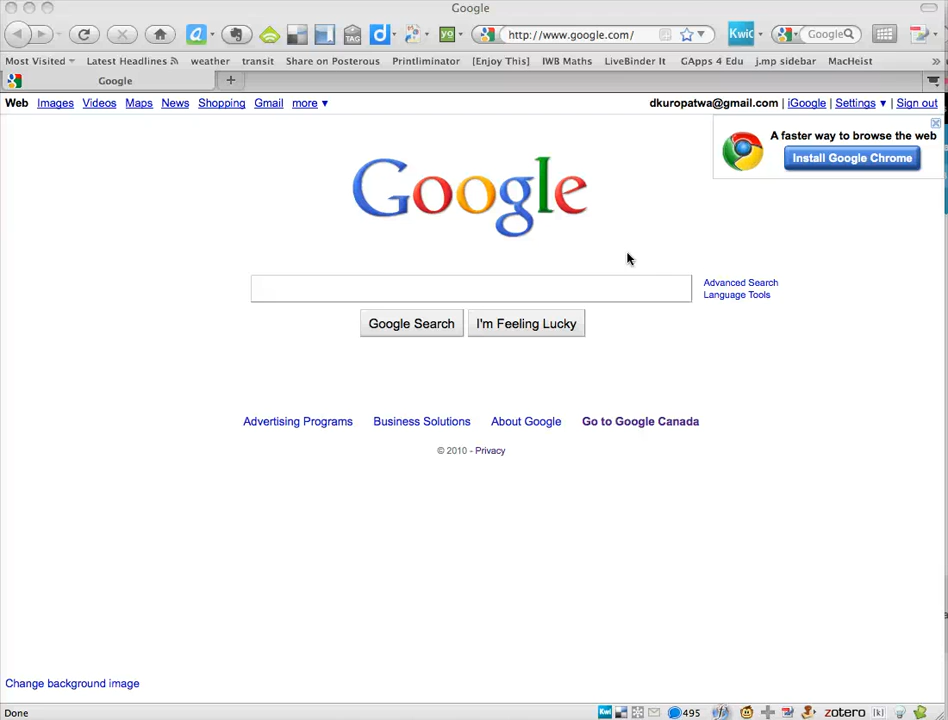 Google
http://www.google.com/
Kwic
Google
yo
TAG
Most Visited Latest Headlines weather transit Share on Posterous Printliminator [Enjoy This] IWB Maths LiveBinder It GApps 4 Edu j.mp sidebar MacHeist »
Google
Web Images Videos Maps News Shopping Gmail more ▼
dkuropatwa@gmail.com | iGoogle | Settings ▼ | Sign out
A faster way to browse the web
Install Google Chrome
Google
Advanced Search
Language Tools
Google Search I'm Feeling Lucky
Advertising Programs Business Solutions About Google Go to Google Canada
© 2010 - Privacy
Change background image
Done
Kwi 495 zotero [k]